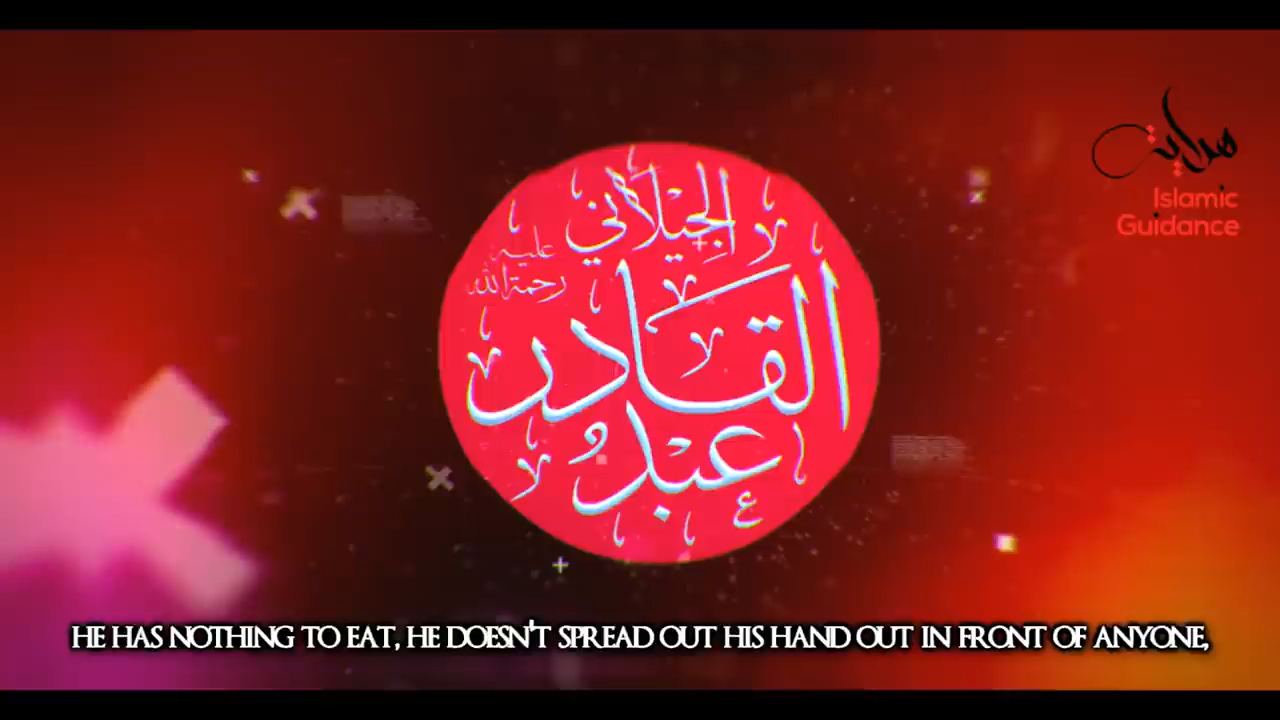 هداية
Islamic
Guidance
الجيلاني
عليه
رحمة الله
القادر
عبد
HE HAS NOTHING TO EAT, HE DOESN'T SPREAD OUT HIS HAND OUT IN FRONT OF ANYONE,